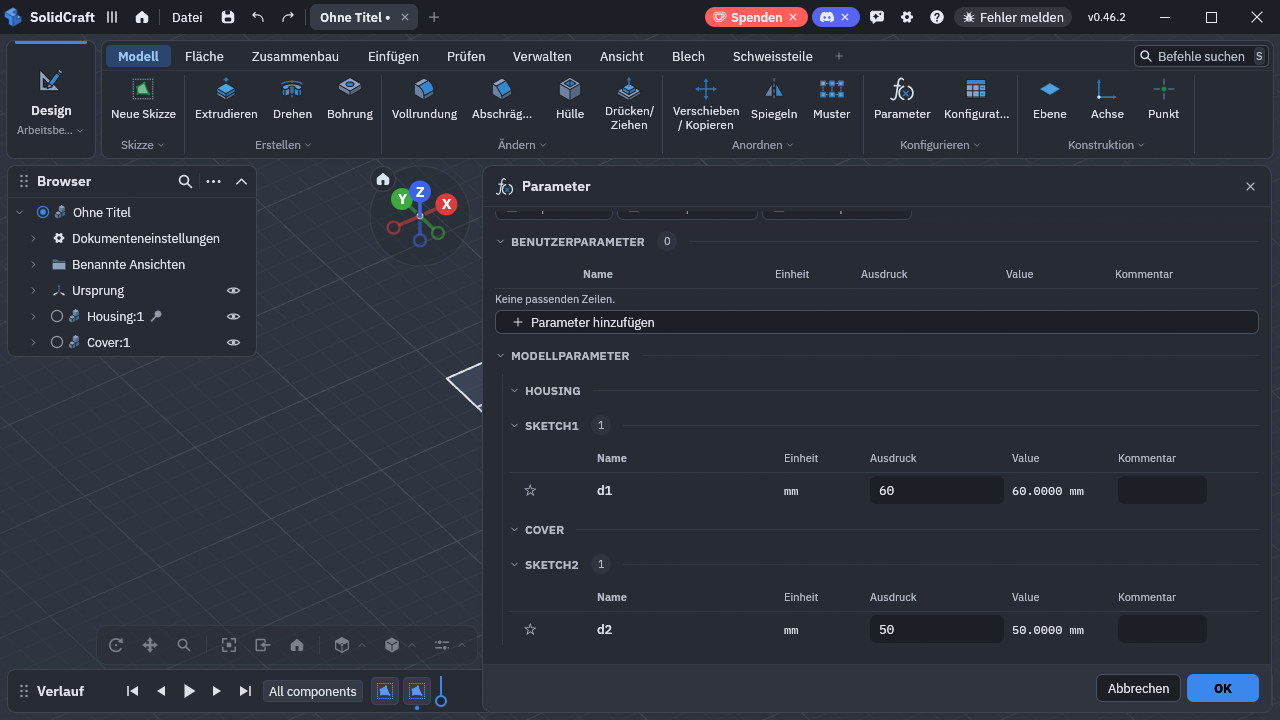 SolidCraft
Datei
Ohne Titel •
Spenden
Fehler melden
v0.46.2
Design
Arbeitsbe...
Modell
Fläche
Zusammenbau
Einfügen
Prüfen
Verwalten
Ansicht
Blech
Schweissteile
Befehle suchen
S
Neue Skizze
Extrudieren
Drehen
Bohrung
Vollrundung
Abschräg...
Hülle
Drücken/
Ziehen
Verschieben
/ Kopieren
Spiegeln
Muster
Parameter
Konfigurat...
Ebene
Achse
Punkt
Skizze
Erstellen
Ändern
Anordnen
Konfigurieren
Konstruktion
Browser
Ohne Titel
Dokumenteneinstellungen
Benannte Ansichten
Ursprung
Housing:1
Cover:1
X
Y
Z
Parameter
BENUTZERPARAMETER 0
Name Einheit Ausdruck Value Kommentar
Keine passenden Zeilen.
Parameter hinzufügen
MODELLPARAMETER
HOUSING
SKETCH1 1
Name Einheit Ausdruck Value Kommentar
d1 mm 60 60.0000 mm
COVER
SKETCH2 1
Name Einheit Ausdruck Value Kommentar
d2 mm 50 50.0000 mm
Abbrechen
OK
Verlauf
All components